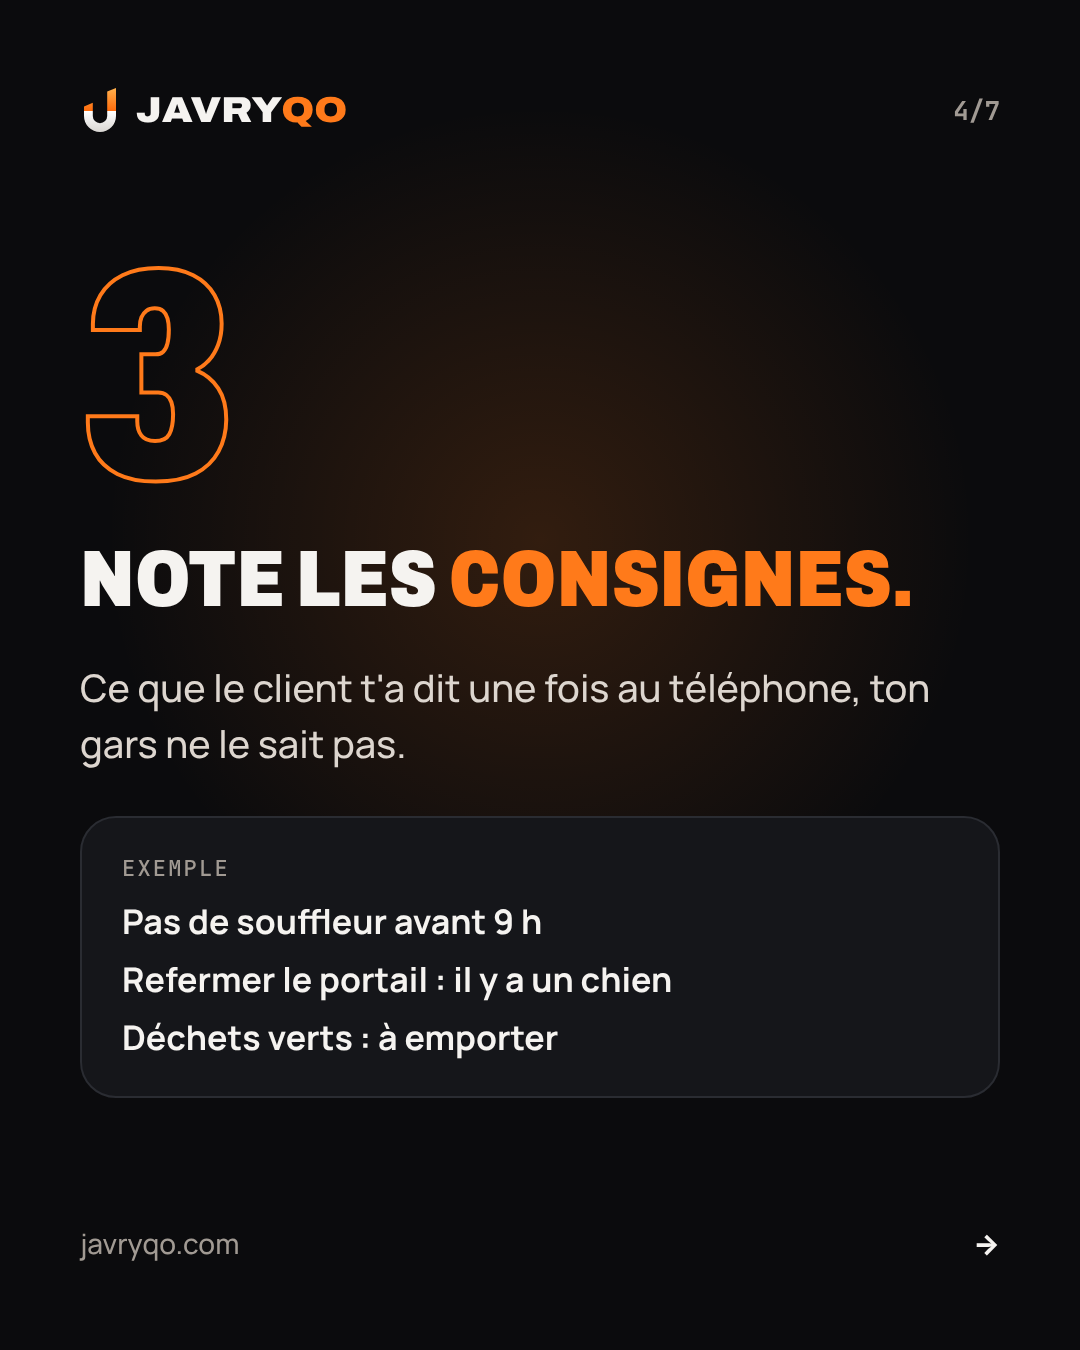 JAVRYQO
4/7
3
NOTE LES CONSIGNES.
Ce que le client t'a dit une fois au téléphone, ton
gars ne le sait pas.
EXEMPLE
Pas de souffleur avant 9 h
Refermer le portail : il y a un chien
Déchets verts : à emporter
javryqo.com →